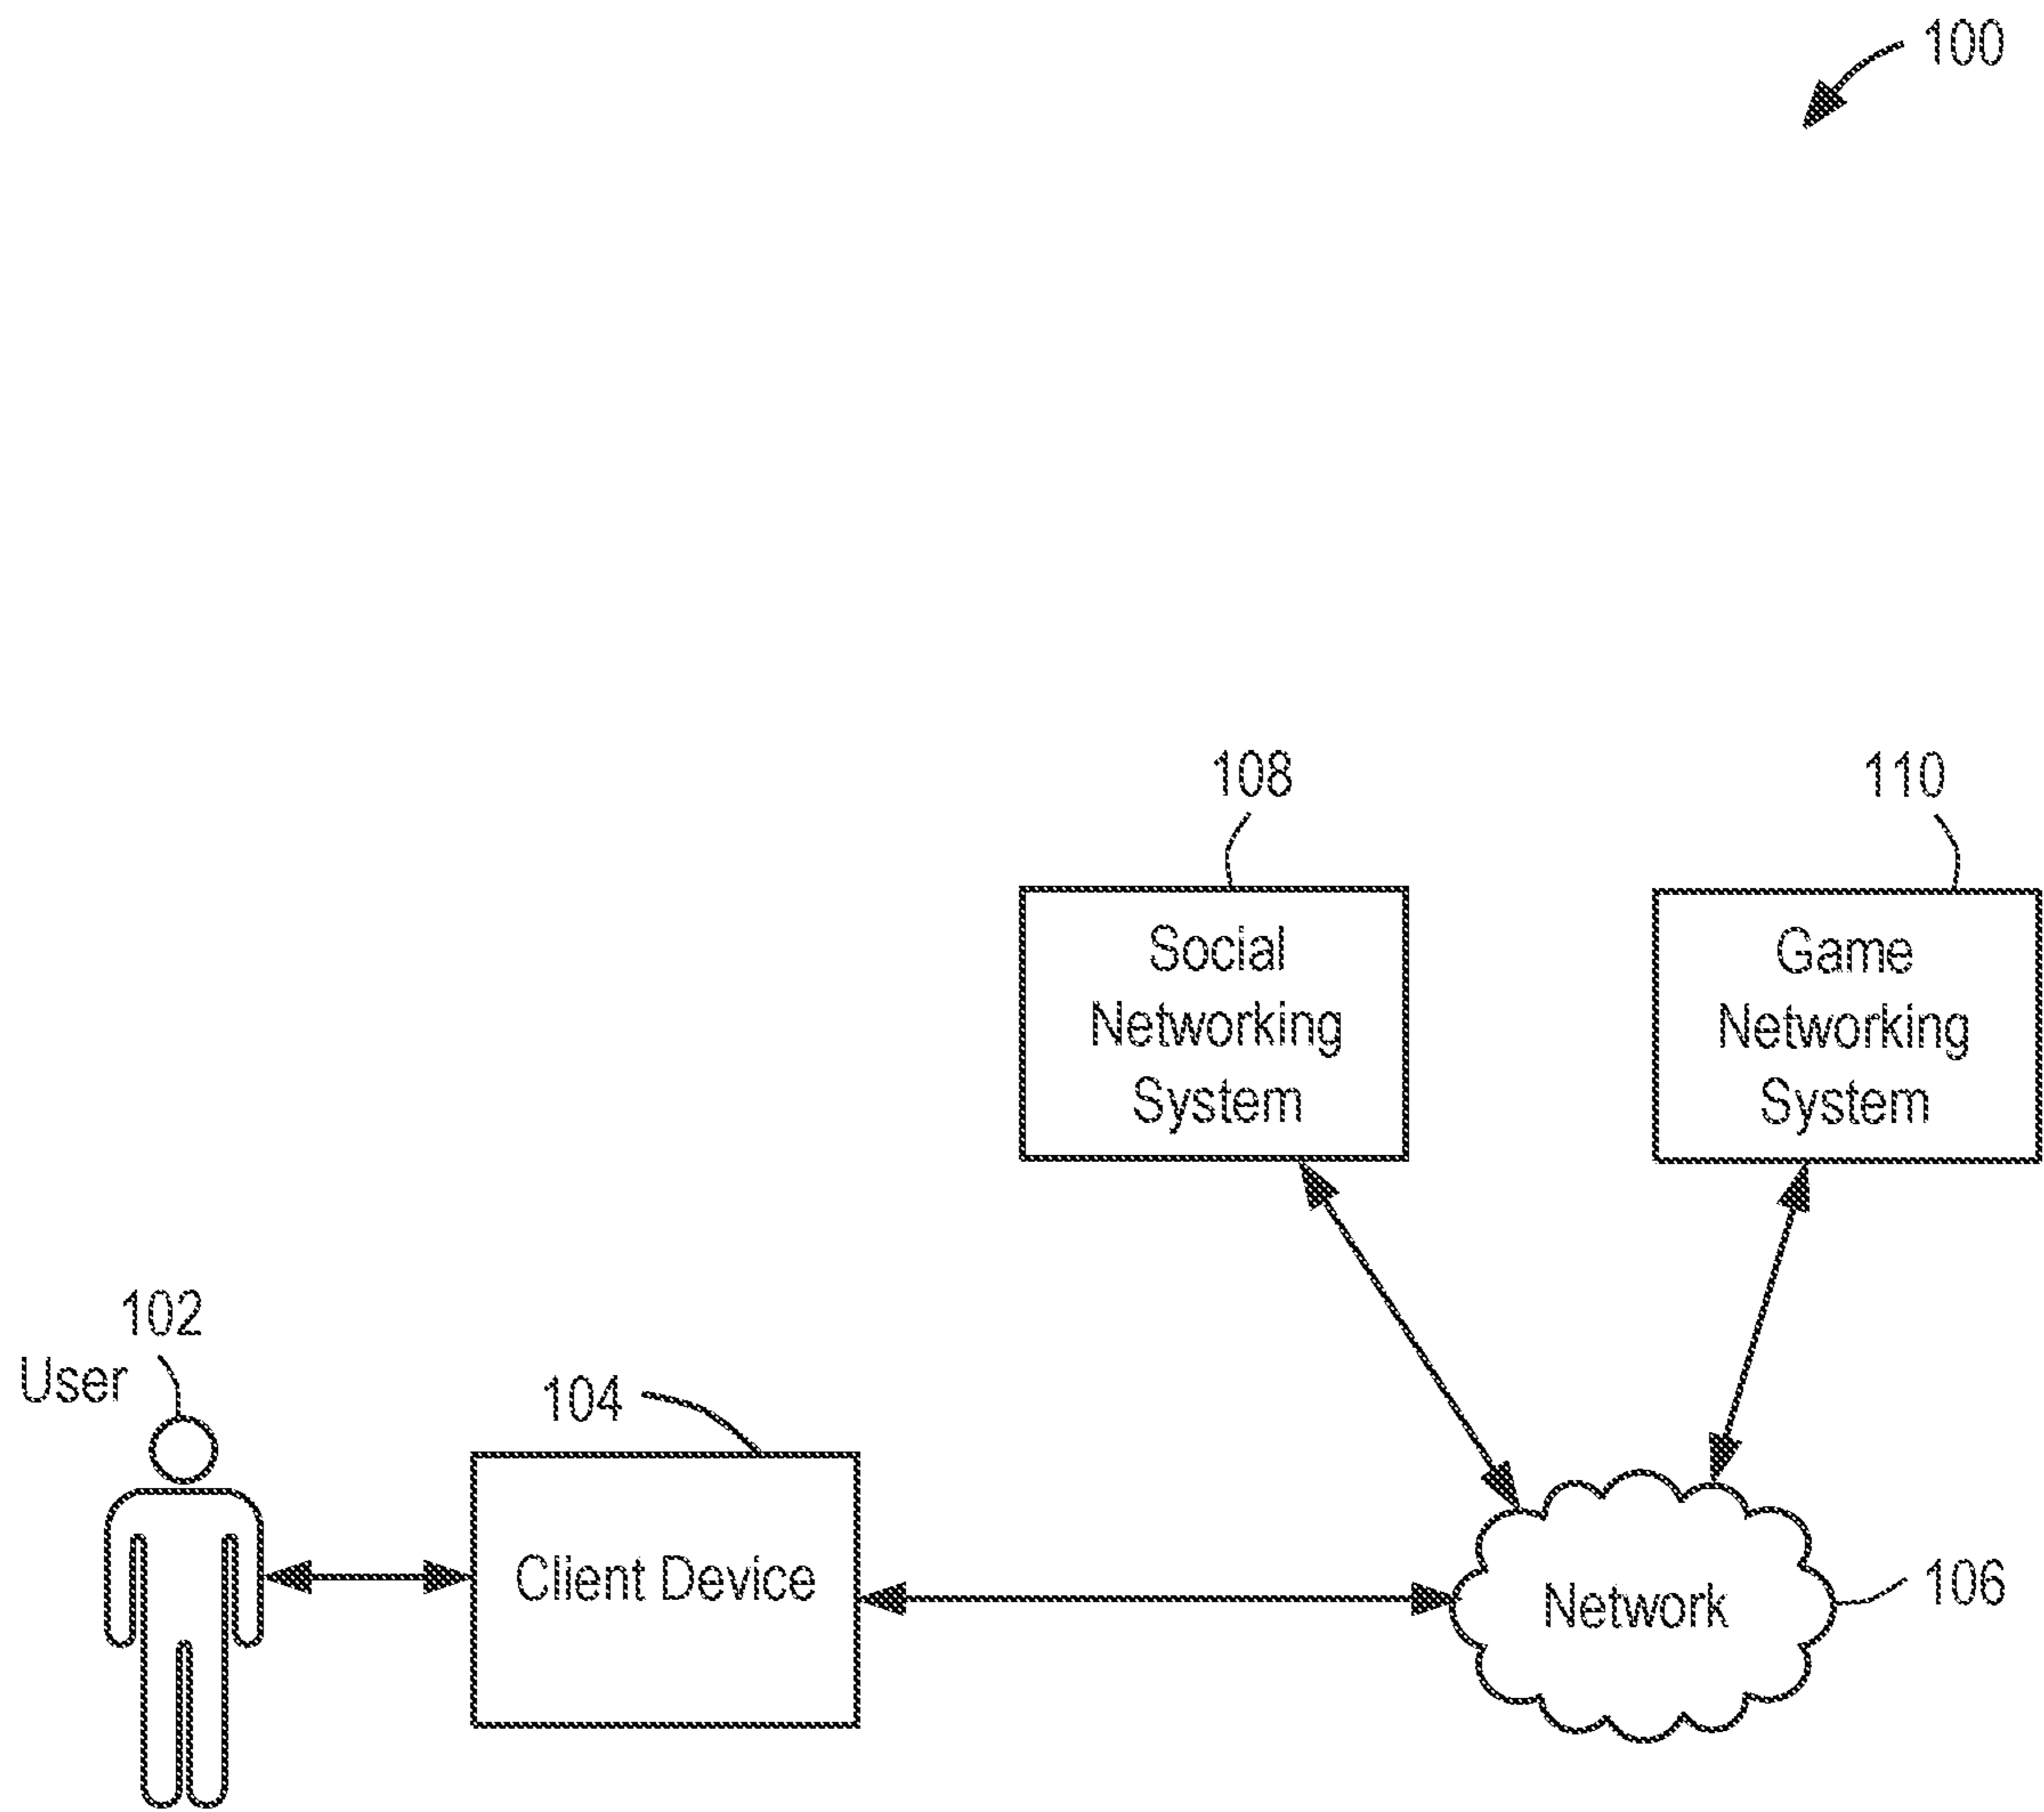 100
108
110
Social
Networking
System
Game
Networking
System
102
User
104
Client Device
Network
106